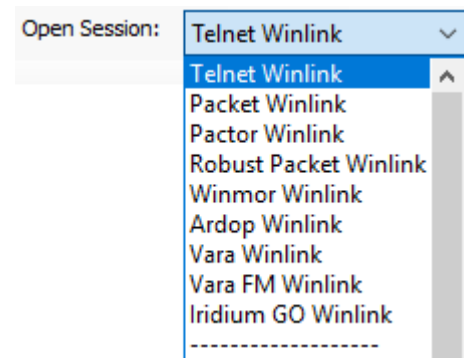 Open Session: Telnet Winlink
Telnet Winlink
Packet Winlink
Pactor Winlink
Robust Packet Winlink
Winmor Winlink
Ardop Winlink
Vara Winlink
Vara FM Winlink
Iridium GO Winlink
-------------------